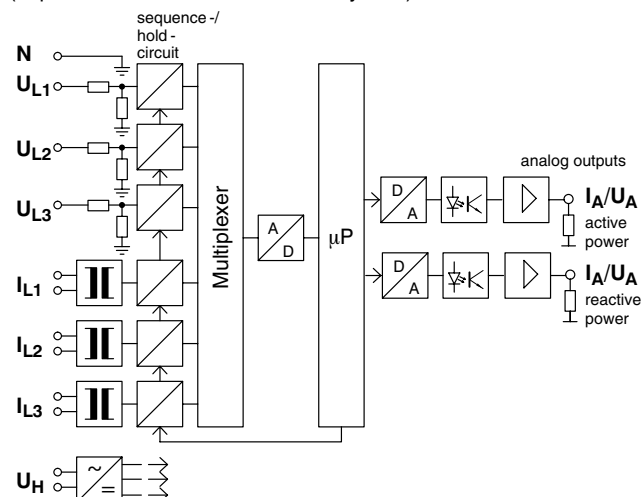 sequence -/
hold -
circuit
N
UL1
UL2
UL3
IL1
IL2
IL3
UH
~
=
Multiplexer
A
D
µP
D
A
D
A
analog outputs
IA/UA
active
power
IA/UA
reactive
power